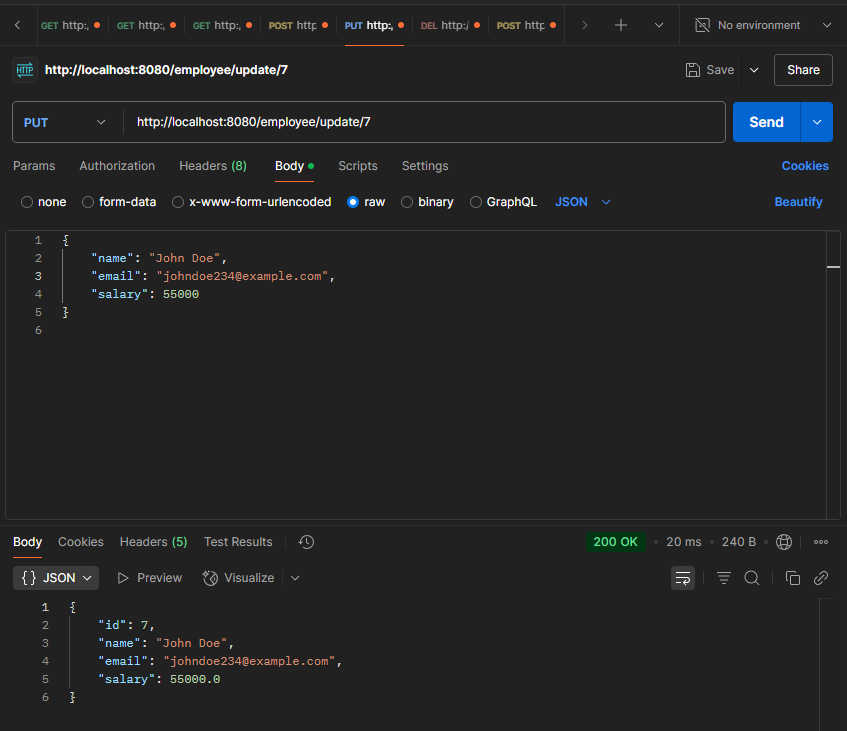 GET http:, GET http:, GET http:, POST http PUT http:, DEL http:/ POST http No environment
HTTP http://localhost:8080/employee/update/7 Save Share
PUT http://localhost:8080/employee/update/7 Send
Params Authorization Headers (8) Body Scripts Settings Cookies
none form-data x-www-form-urlencoded raw binary GraphQL JSON Beautify
1 {
2 "name": "John Doe",
3 "email": "johndoe234@example.com",
4 "salary": 55000
5 }
6
Body Cookies Headers (5) Test Results 200 OK • 20 ms • 240 B •
{} JSON Preview Visualize
1 {
2 "id": 7,
3 "name": "John Doe",
4 "email": "johndoe234@example.com",
5 "salary": 55000.0
6 }